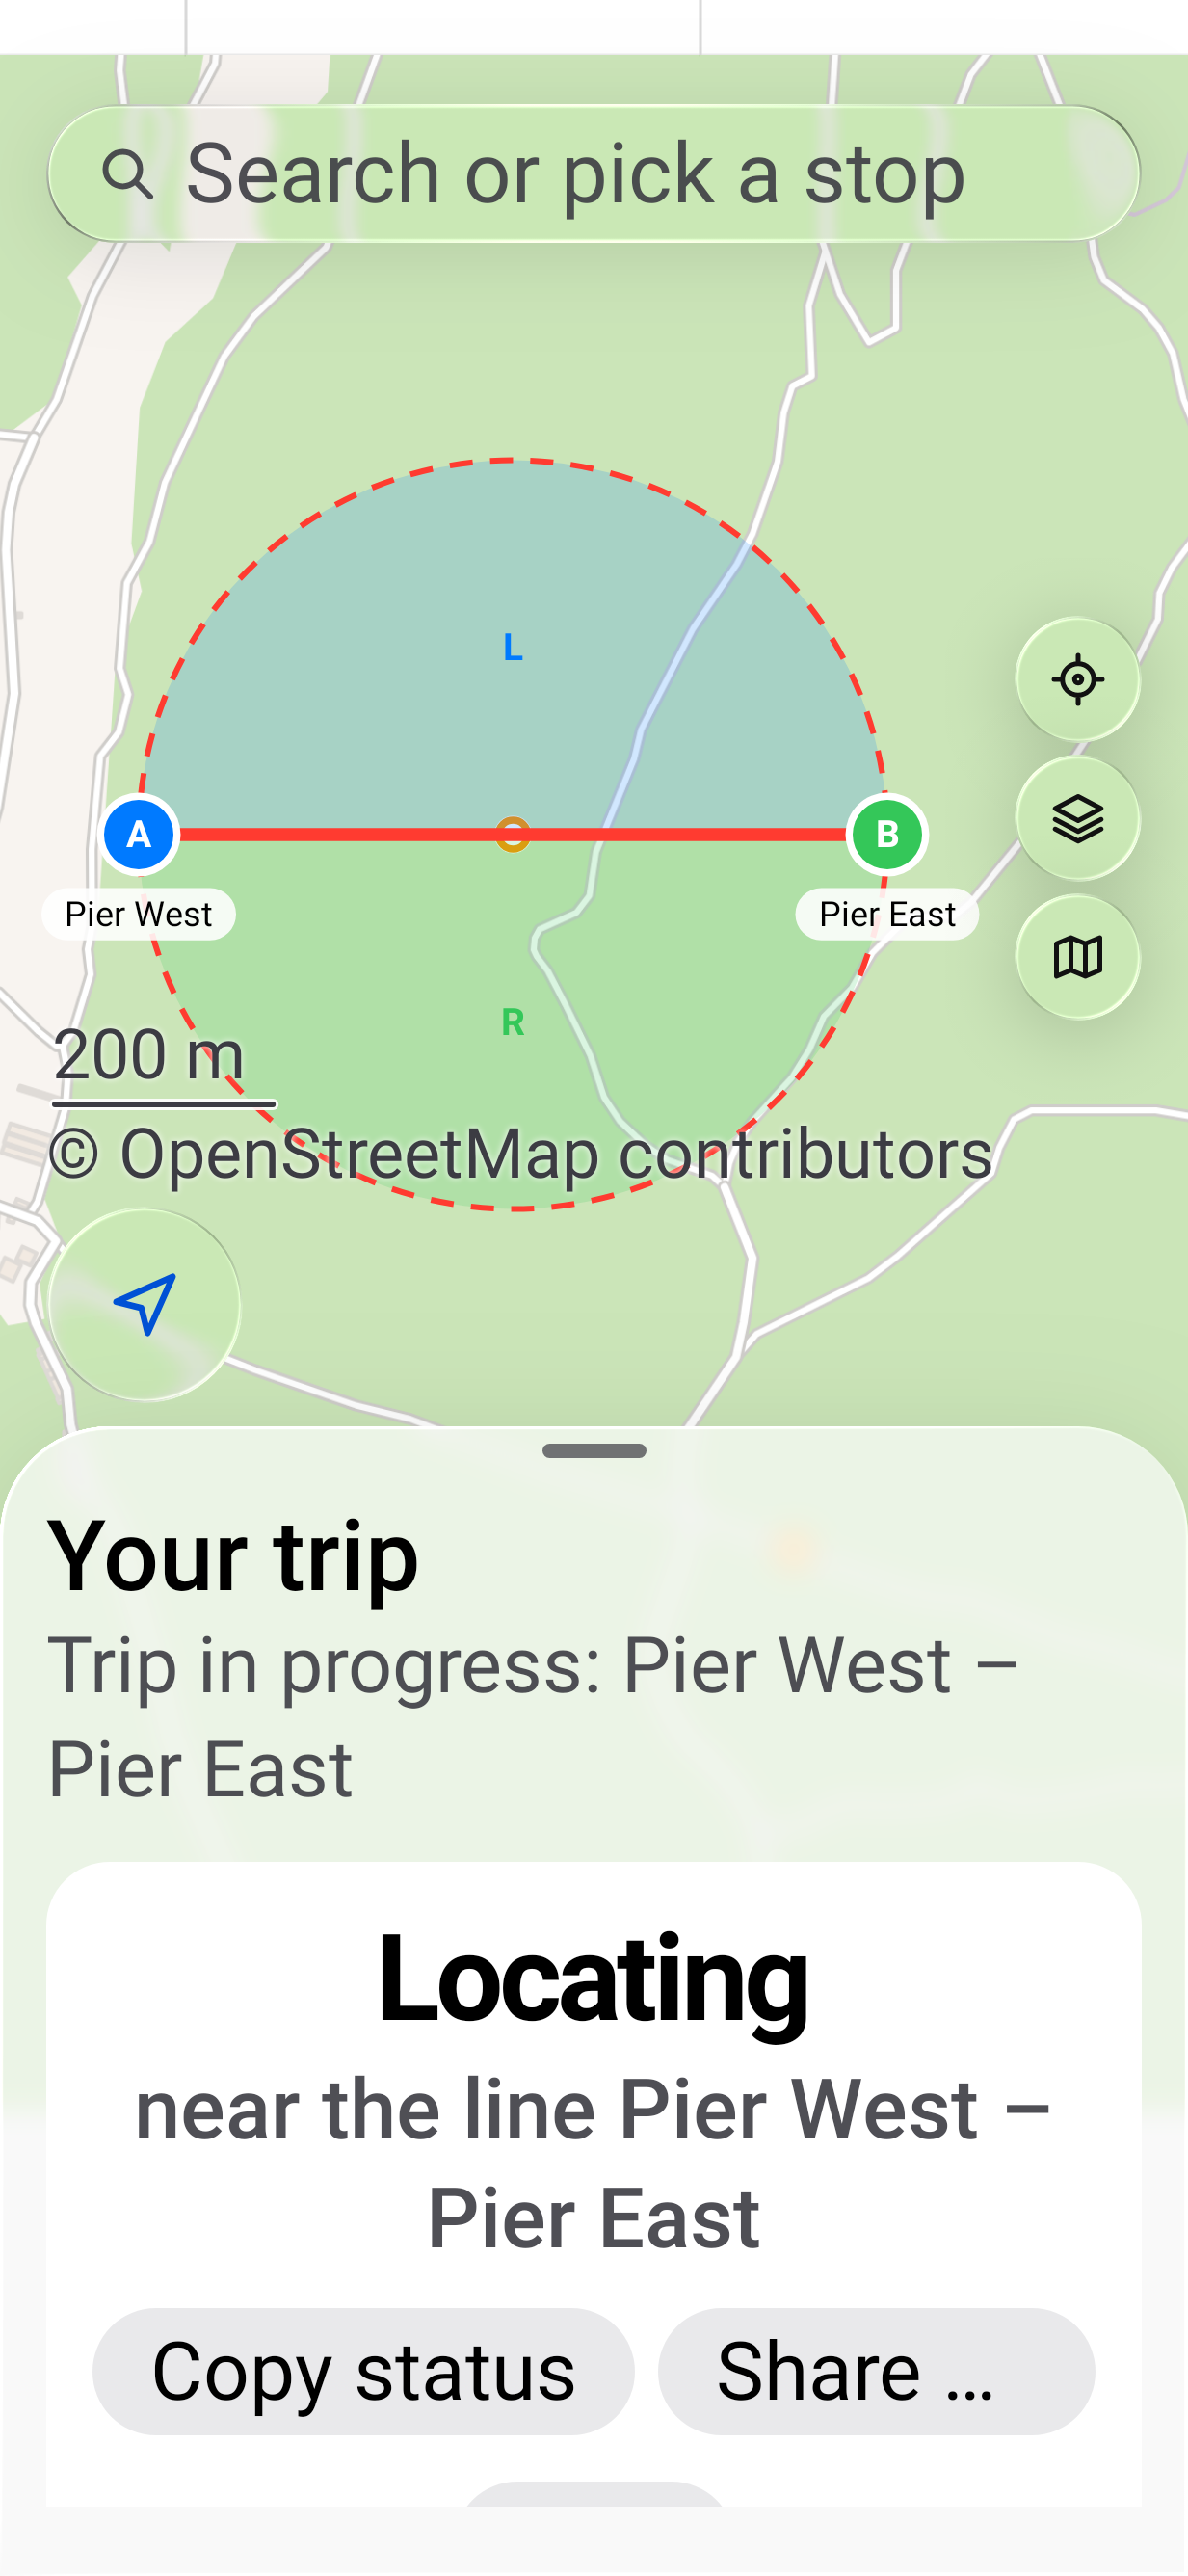 Search or pick a stop
L
A
B
Pier West
Pier East
R
200 m
© OpenStreetMap contributors
Your trip
Trip in progress: Pier West –
Pier East
Locating
near the line Pier West –
Pier East
Copy status
Share ...